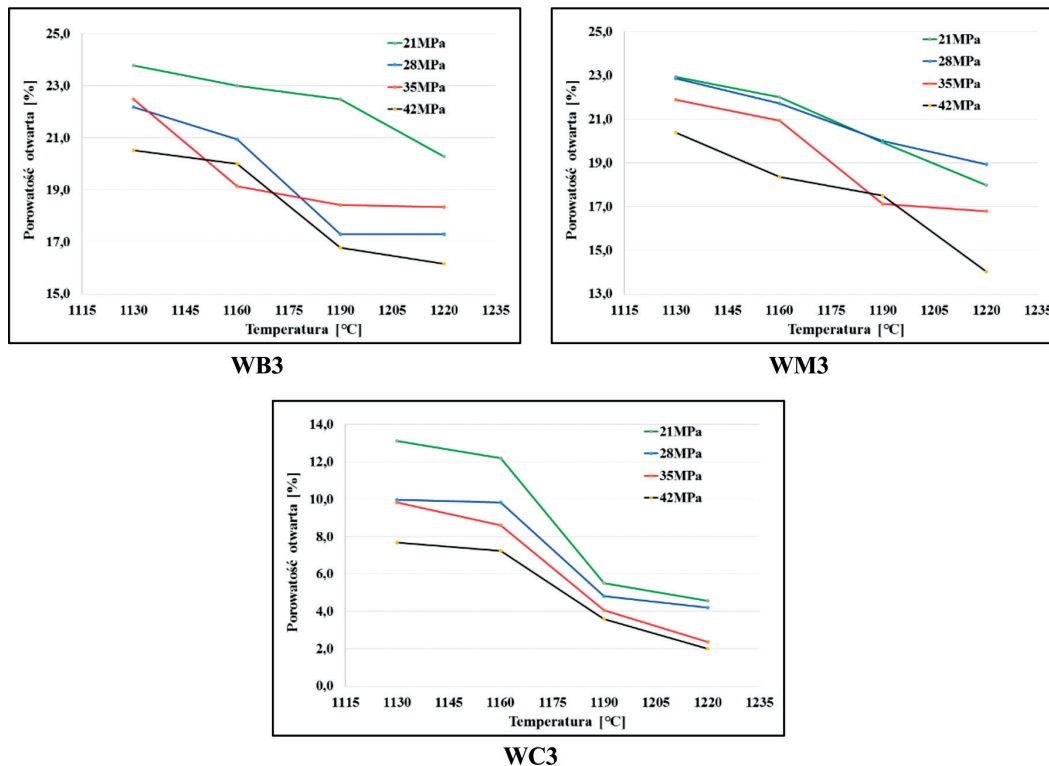 25,0
23,0
21,0
19,0
17,0
15,0
Porowatość otwarta [%]
21MPa
28MPa
35MPa
42MPa
1115 1130 1145 1160 1175 1190 1205 1220 1235
Temperatura [°C]
WB3
25,0
23,0
21,0
19,0
17,0
15,0
13,0
Porowatość otwarta [%]
21MPa
28MPa
35MPa
42MPa
1115 1130 1145 1160 1175 1190 1205 1220 1235
Temperatura [°C]
WM3
14,0
12,0
10,0
8,0
6,0
4,0
2,0
0,0
Porowatość otwarta [%]
21MPa
28MPa
35MPa
42MPa
1115 1130 1145 1160 1175 1190 1205 1220 1235
Temperatura [°C]
WC3